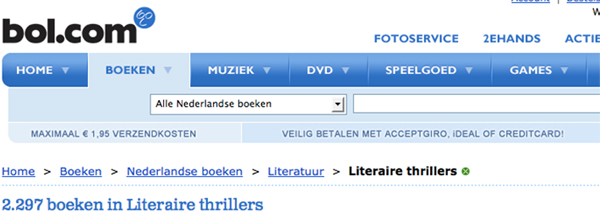 bol.com
FOTOSERVICE 2EHANDS ACTIE
HOME BOEKEN MUZIEK DVD SPEELGOED GAMES
Alle Nederlandse boeken
MAXIMAAL € 1,95 VERZENDKOSTEN VEILIG BETALEN MET ACCEPTGIRO, iDEAL OF CREDITCARD!
Home > Boeken > Nederlandse boeken > Literatuur > Literaire thrillers
2.297 boeken in Literaire thrillers